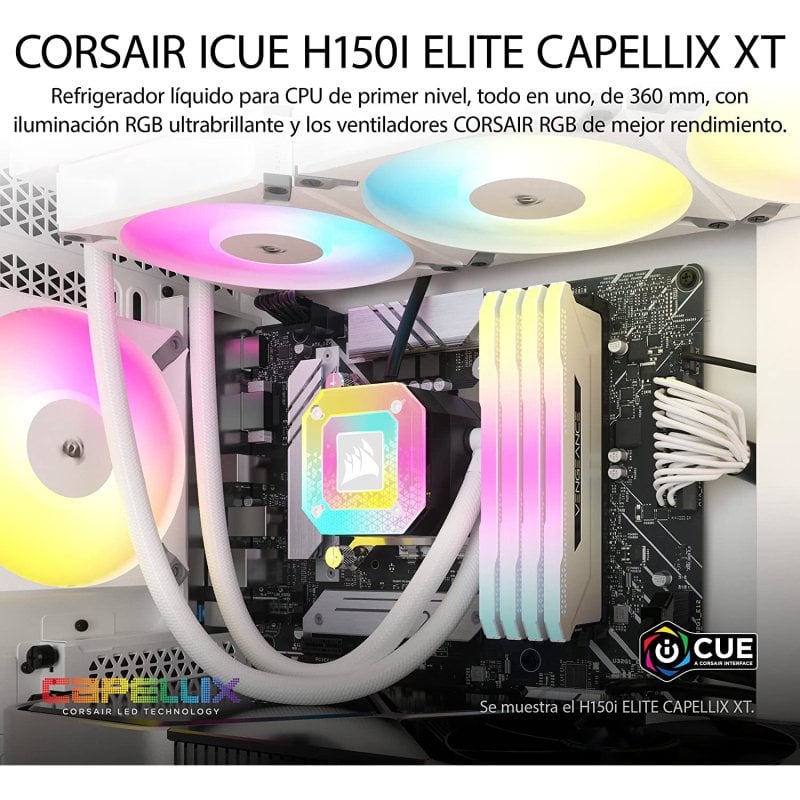 CORSAIR ICUE H150I ELITE CAPELLIX XT
Refrigerador líquido para CPU de primer nivel, todo en uno, de 360 mm, con
iluminación RGB ultrabrillante y los ventiladores CORSAIR RGB de mejor rendimiento.
VENGEANCE
iCUE
A CORSAIR INTERFACE
CAPELLIX
CORSAIR LED TECHNOLOGY
Se muestra el H150i ELITE CAPELLIX XT.